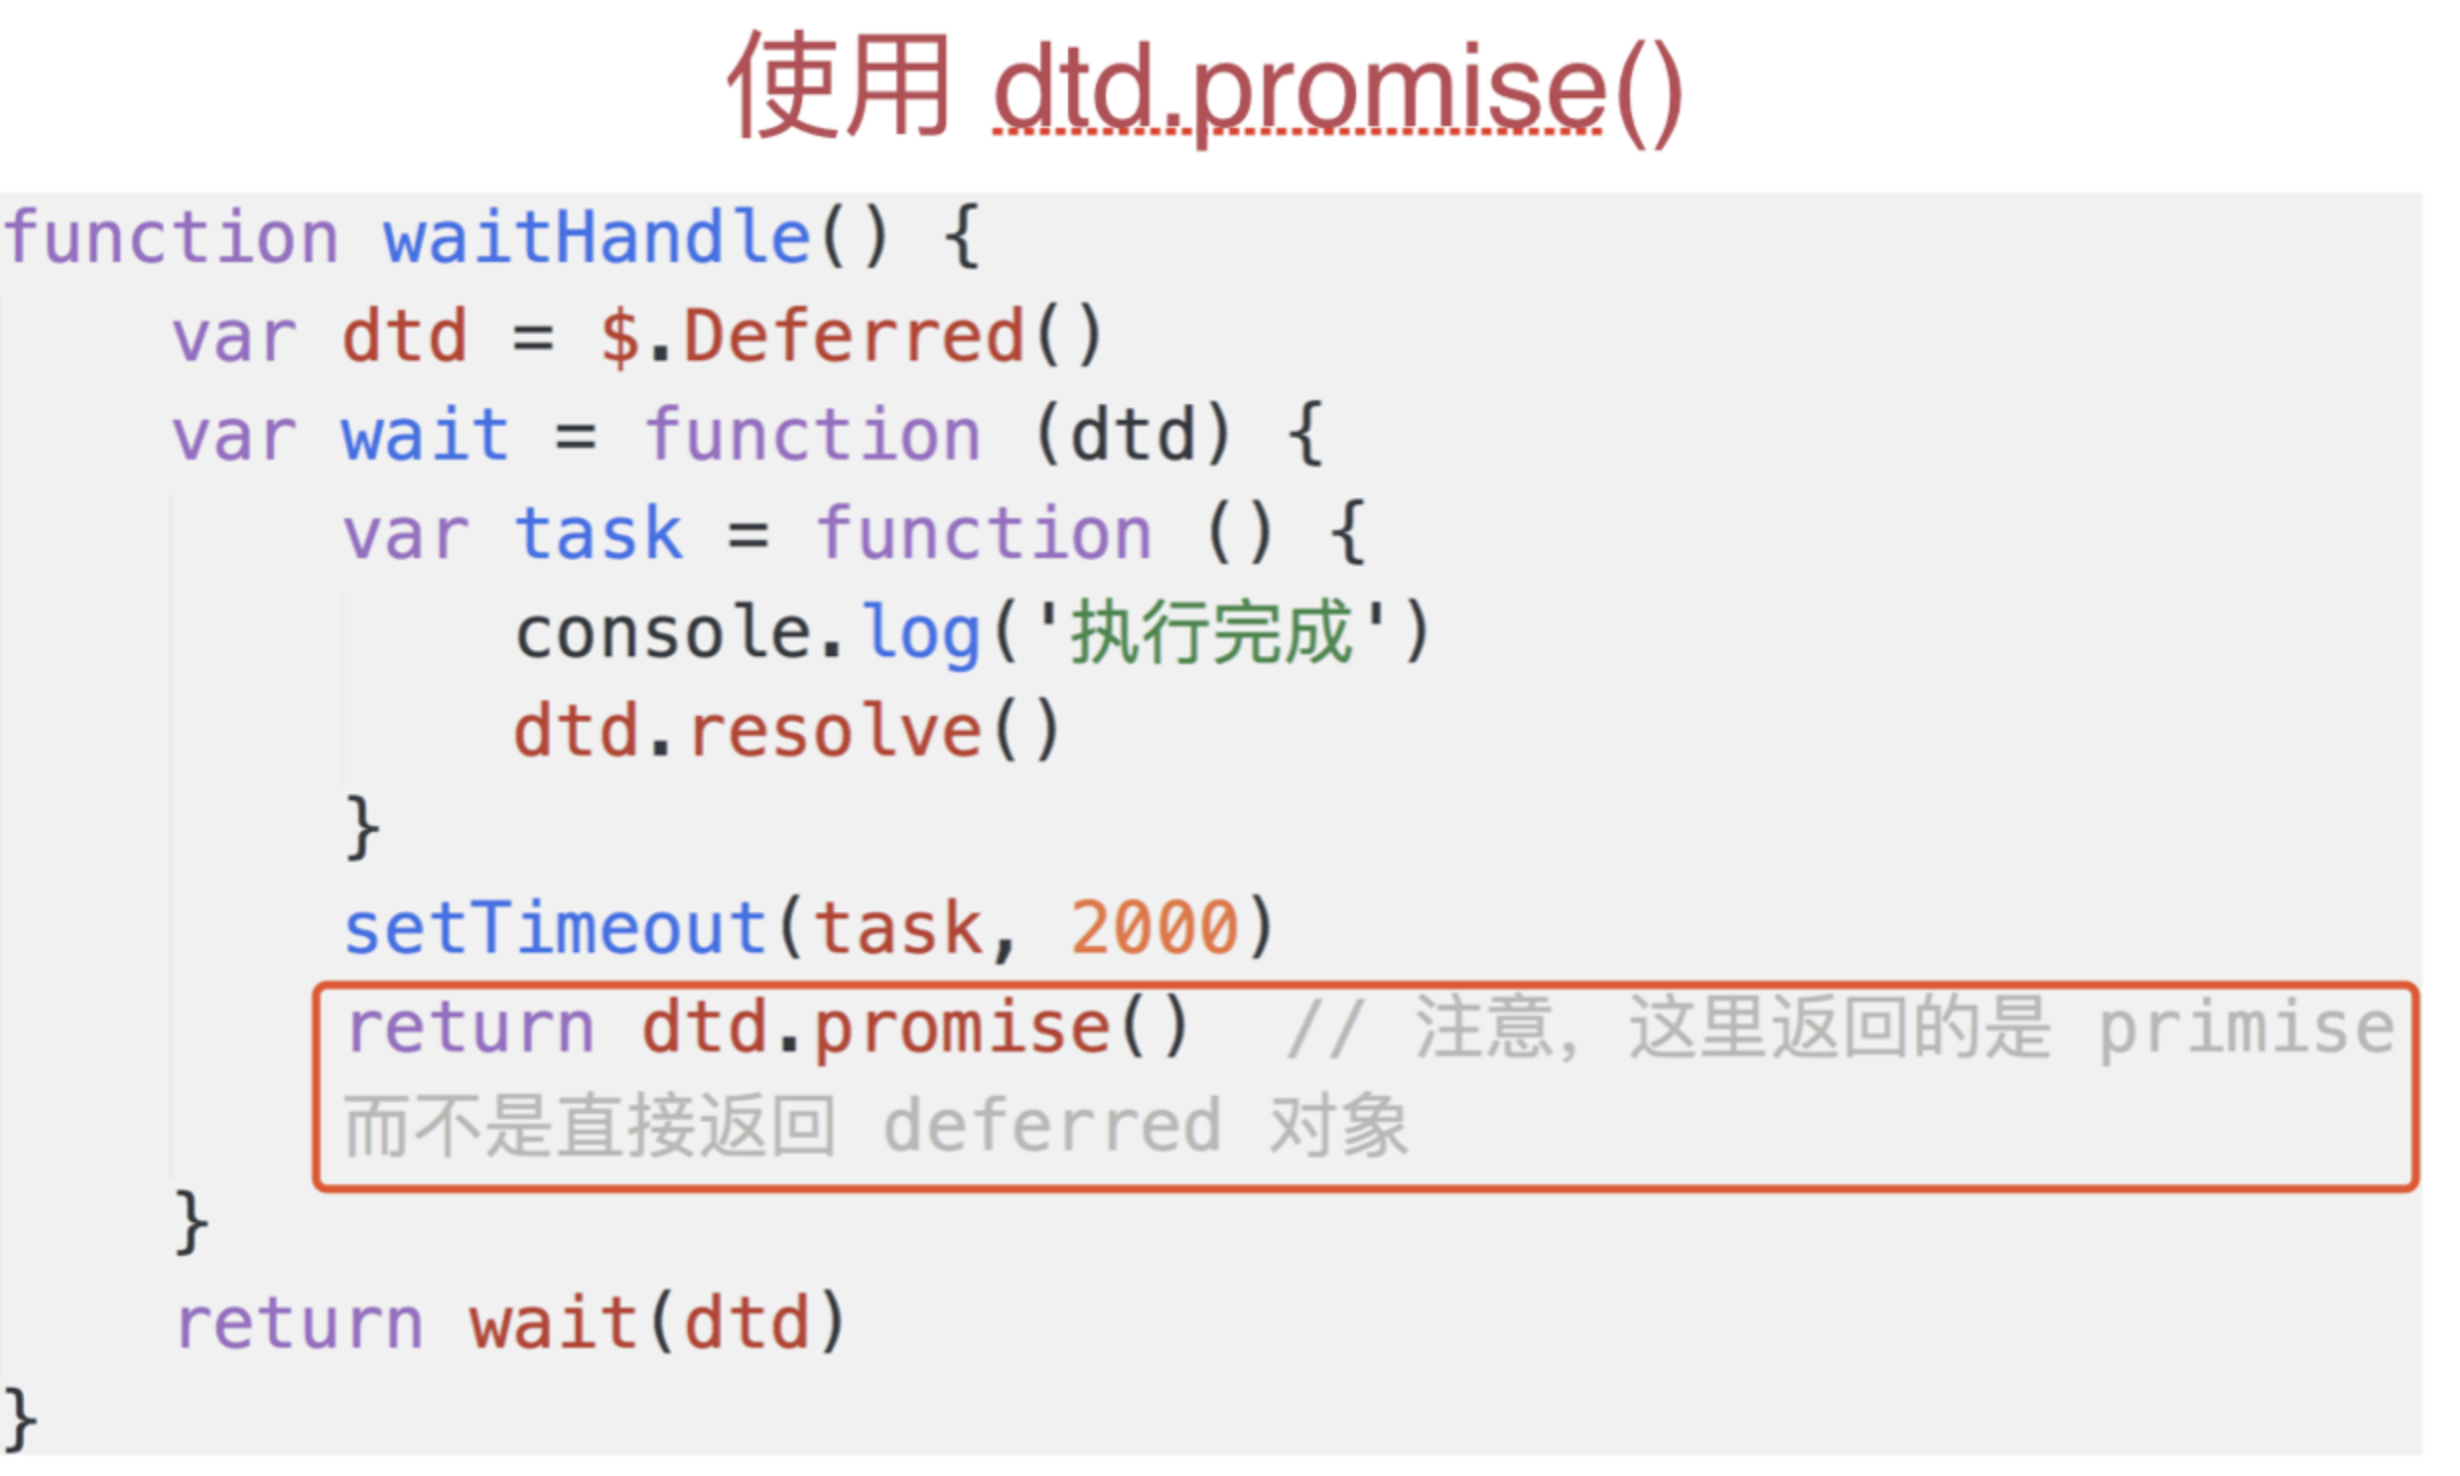 使用 dtd.promise()
function waitHandle() {
    var dtd = $.Deferred()
    var wait = function (dtd) {
        var task = function () {
            console.log('执行完成')
            dtd.resolve()
        }
        setTimeout(task, 2000)
        return dtd.promise()  // 注意，这里返回的是 primise
        而不是直接返回 deferred 对象
    }
    return wait(dtd)
}